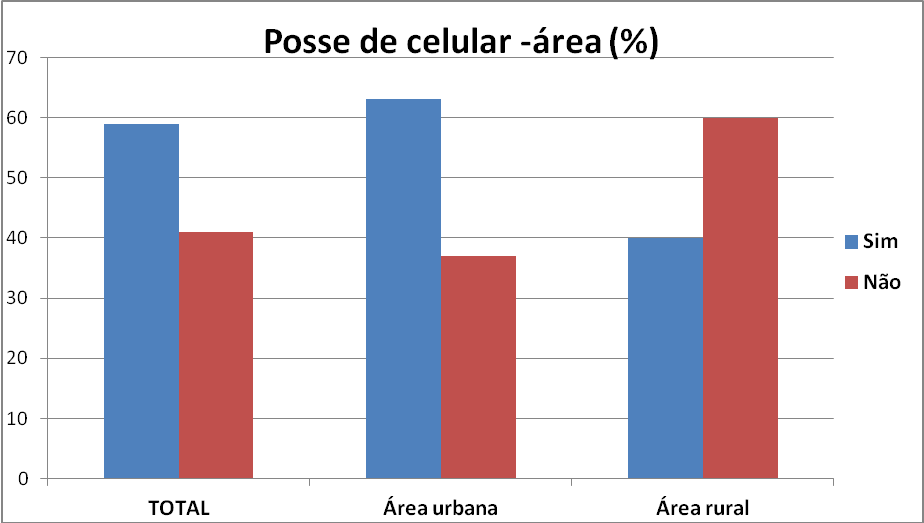 Posse de celular -área (%)
70
60
50
40
30
20
10
0
TOTAL
Área urbana
Área rural
Sim
Não